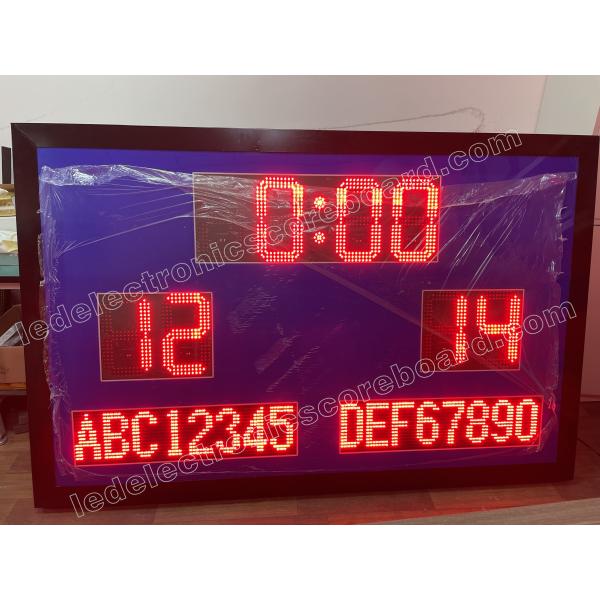 0:00
12 14
ABC12345 DEF67890
ledelectronicscoreboard.com
ledelectronicscoreboard.com